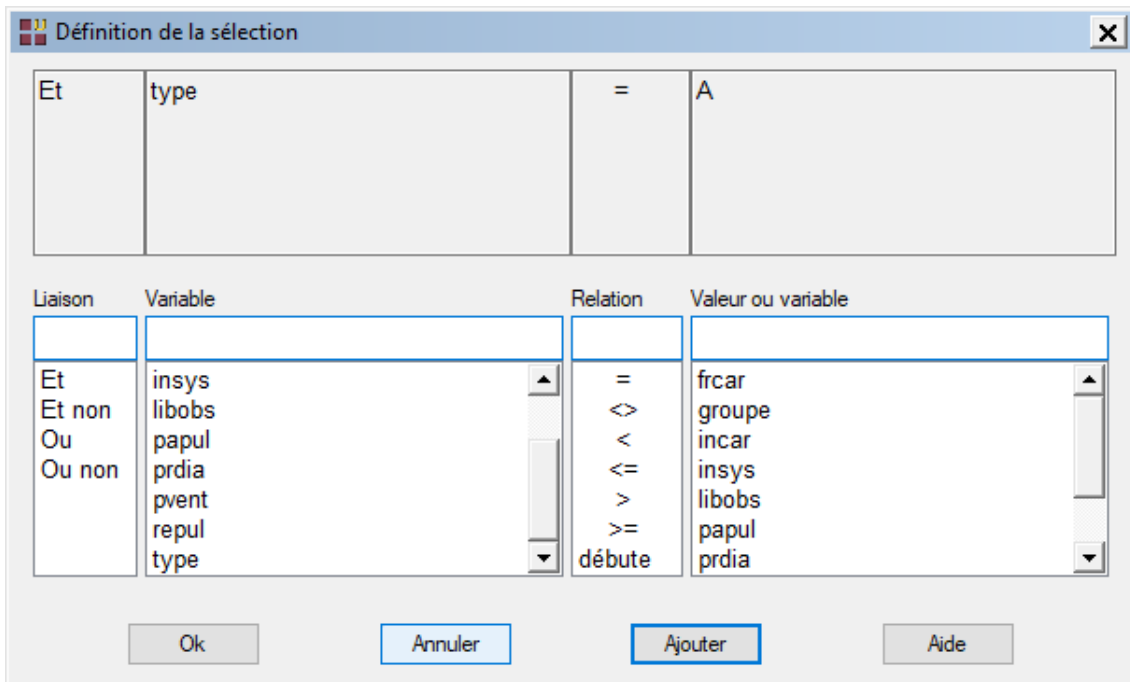 Définition de la sélection
Et type = A
Liaison Variable Relation Valeur ou variable
Et insys = frcar
Et non libobs <> groupe
Ou papul < incar
Ou non prdia <= insys
pvent > libobs
repul >= papul
type débute prdia
Ok Annuler Ajouter Aide